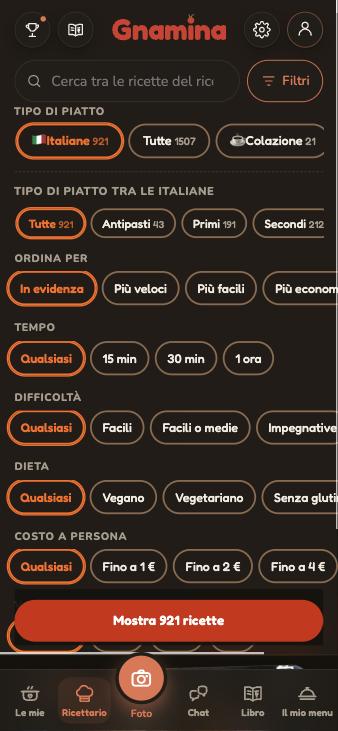 Gnamina
Cerca tra le ricette del rice
Filtri
TIPO DI PIATTO
Italiane 921 Tutte 1507 Colazione 21
TIPO DI PIATTO TRA LE ITALIANE
Tutte 921 Antipasti 43 Primi 191 Secondi 212
ORDINA PER
In evidenza Più veloci Più facili Più econom
TEMPO
Qualsiasi 15 min 30 min 1 ora
DIFFICOLTÀ
Qualsiasi Facili Facili o medie Impegnative
DIETA
Qualsiasi Vegano Vegetariano Senza gluti
COSTO A PERSONA
Qualsiasi Fino a 1 € Fino a 2 € Fino a 4 €
Mostra 921 ricette
Le mie Ricettario Foto Chat Libro Il mio menu